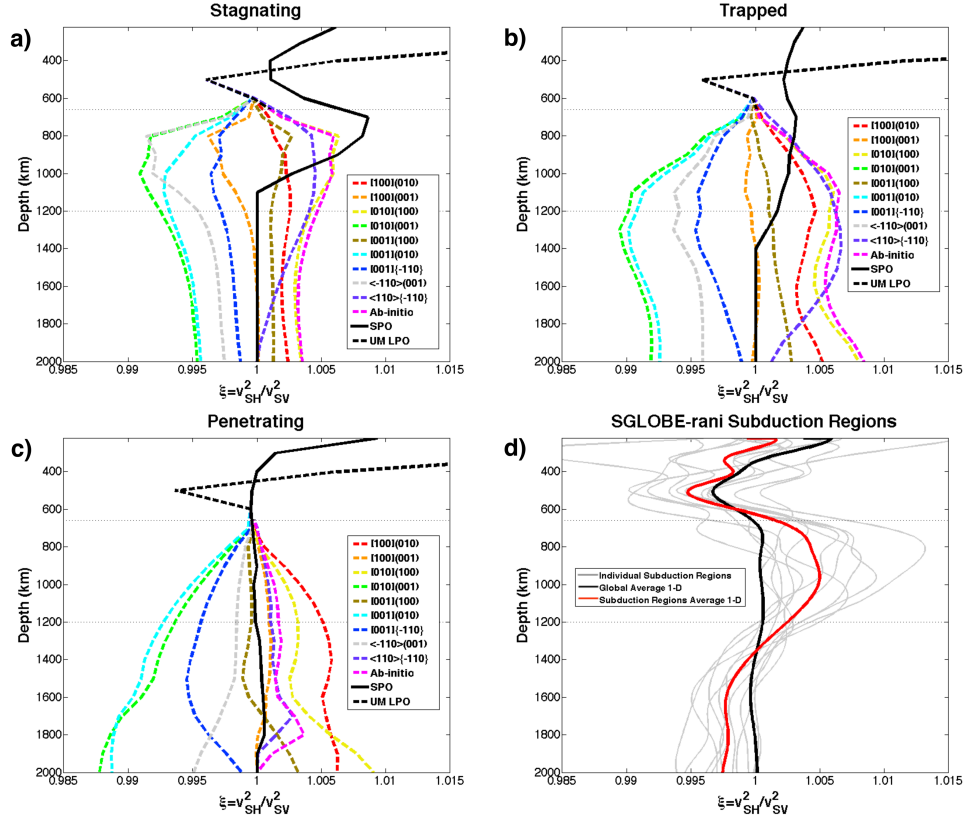 Stagnating
a)
400
600
800
1000
1200
1400
1600
1800
2000
Depth (km)
[100](010)
[100](001)
[010](100)
[010](001)
[001](100)
[001](010)
[001]{-110}
<-110>(001)
<110>{-110}
Ab-initio
SPO
UM LPO
0.985 0.99 0.995 1 1.005 1.01 1.015
ξ=v²SH/v²SV
Trapped
b)
400
600
800
1000
1200
1400
1600
1800
2000
Depth (km)
[100](010)
[100](001)
[010](100)
[010](001)
[001](100)
[001](010)
[001]{-110}
<-110>(001)
<110>{-110}
Ab-initio
SPO
UM LPO
0.985 0.99 0.995 1 1.005 1.01 1.015
ξ=v²SH/v²SV
Penetrating
c)
400
600
800
1000
1200
1400
1600
1800
2000
Depth (km)
[100](010)
[100](001)
[010](100)
[010](001)
[001](100)
[001](010)
[001]{-110}
<-110>(001)
<110>{-110}
Ab-initio
SPO
UM LPO
0.985 0.99 0.995 1 1.005 1.01 1.015
ξ=v²SH/v²SV
SGLOBE-rani Subduction Regions
d)
400
600
800
1000
1200
1400
1600
1800
2000
Depth (km)
Individual Subduction Regions
Global Average 1-D
Subduction Regions Average 1-D
0.985 0.99 0.995 1 1.005 1.01 1.015
ξ=v²SH/v²SV